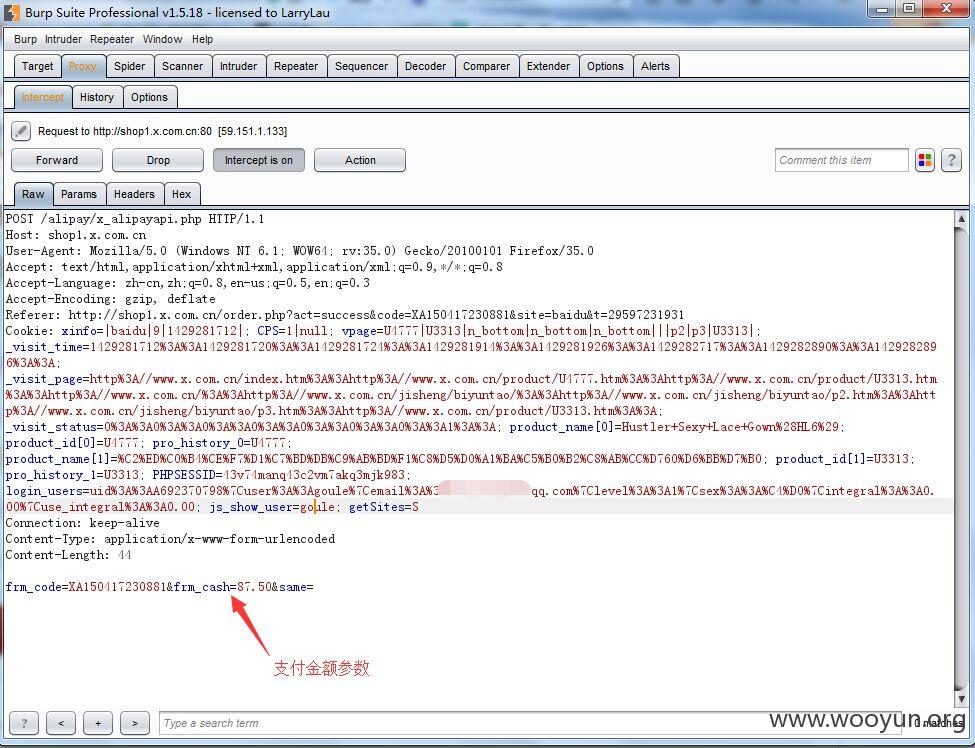 Burp Suite Professional v1.5.18 - licensed to LarryLau
Burp Intruder Repeater Window Help
Target Proxy Spider Scanner Intruder Repeater Sequencer Decoder Comparer Extender Options Alerts
Intercept History Options
Request to http://shop1.x.com.cn:80 [59.151.1.133]
Forward Drop Intercept is on Action Comment this item ?
Raw Params Headers Hex
POST /alipay/x_alipayapi.php HTTP/1.1
Host: shop1.x.com.cn
User-Agent: Mozilla/5.0 (Windows NT 6.1; WOW64; rv:35.0) Gecko/20100101 Firefox/35.0
Accept: text/html,application/xhtml+xml,application/xml;q=0.9,*/*;q=0.8
Accept-Language: zh-cn,zh;q=0.8,en-us;q=0.5,en;q=0.3
Accept-Encoding: gzip, deflate
Referer: http://shop1.x.com.cn/order.php?act=success&code=XA150417230881&site=baidu&t=29597231931
Cookie: xinfo=|baidu|9|1429281712|; CPS=1|null; vpage=U4777|U3313|n_bottom|n_bottom|n_bottom|||p2|p3|U3313|;
_visit_time=1429281712%3A%3A1429281720%3A%3A1429281724%3A%3A1429281914%3A%3A1429281926%3A%3A1429282717%3A%3A1429282890%3A%3A142928289
6%3A%3A;
_visit_page=http%3A//www.x.com.cn/index.htm%3A%3Ahttp%3A//www.x.com.cn/product/U4777.htm%3A%3Ahttp%3A//www.x.com.cn/product/U3313.htm
%3A%3Ahttp%3A//www.x.com.cn/%3A%3Ahttp%3A//www.x.com.cn/jisheng/biyuntao/%3A%3Ahttp%3A//www.x.com.cn/jisheng/biyuntao/p2.htm%3A%3Ahtt
p%3A//www.x.com.cn/jisheng/biyuntao/p3.htm%3A%3Ahttp%3A//www.x.com.cn/product/U3313.htm%3A%3A;
_visit_status=0%3A%3A0%3A%3A0%3A%3A0%3A%3A0%3A%3A0%3A%3A0%3A%3A1%3A%3A; product_name[0]=Hustler+Sexy+Lace+Gown%28HL6%29;
product_id[0]=U4777; pro_history_0=U4777;
product_name[1]=%C2%ED%C0%B4%CE%F7%D1%C7%BD%DB%C9%AB%BD%F1%C8%D5%D0%A1%BA%C5%B0%B2%C8%AB%CC%D760%D6%BB%D7%B0; product_id[1]=U3313;
pro_history_1=U3313; PHPSESSID=43v74manq43c2vm7akq3mjk983;
login_users=uid%3A%3AA692370798%7Cuser%3A%3Agoule%7Cemail%3A%3 qq.com%7Clevel%3A%3A1%7Csex%3A%3A%C4%D0%7Cintegral%3A%3A0.
00%7Cuse_integral%3A%3A0.00; js_show_user=goule; getSites=S
Connection: keep-alive
Content-Type: application/x-www-form-urlencoded
Content-Length: 44
frm_code=XA150417230881&frm_cash=87.50&same=
支付金额参数
? < + > Type a search term 0 matches
www.wooyun.org